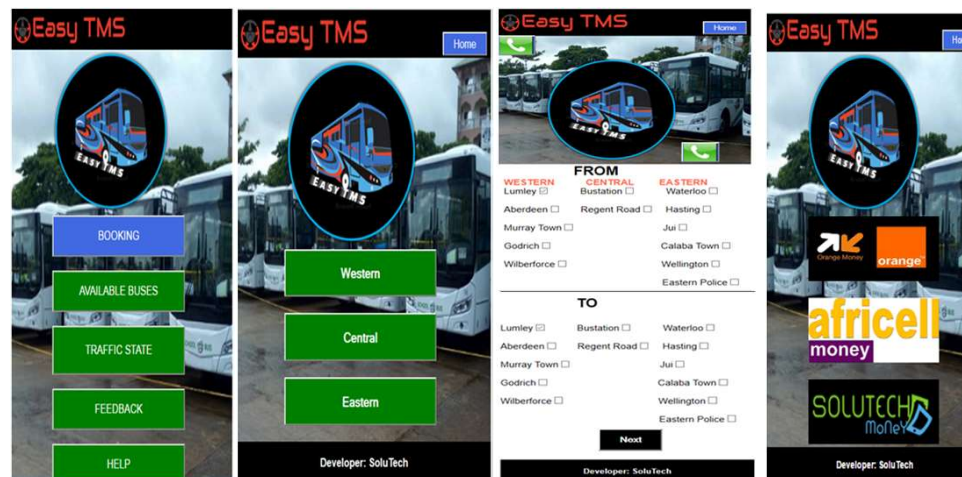 Easy TMS
EASY TMS
BOOKING
AVAILABLE BUSES
TRAFFIC STATE
FEEDBACK
HELP
Easy TMS
Home
EASY TMS
Western
Central
Eastern
Developer: SoluTech
Easy TMS
Home
EASY TMS
FROM
WESTERN CENTRAL EASTERN
Lumley Bustation Waterloo
Aberdeen Regent Road Hasting
Murray Town Jui
Godrich Calaba Town
Wilberforce Wellington
Eastern Police
TO
Lumley Bustation Waterloo
Aberdeen Regent Road Hasting
Murray Town Jui
Godrich Calaba Town
Wilberforce Wellington
Eastern Police
Next
Developer: SoluTech
Easy TMS
Ho
EASY TMS
Orange Money
orange
africell
money
SOLUTECH
MoNeY
Developer: SoluTech